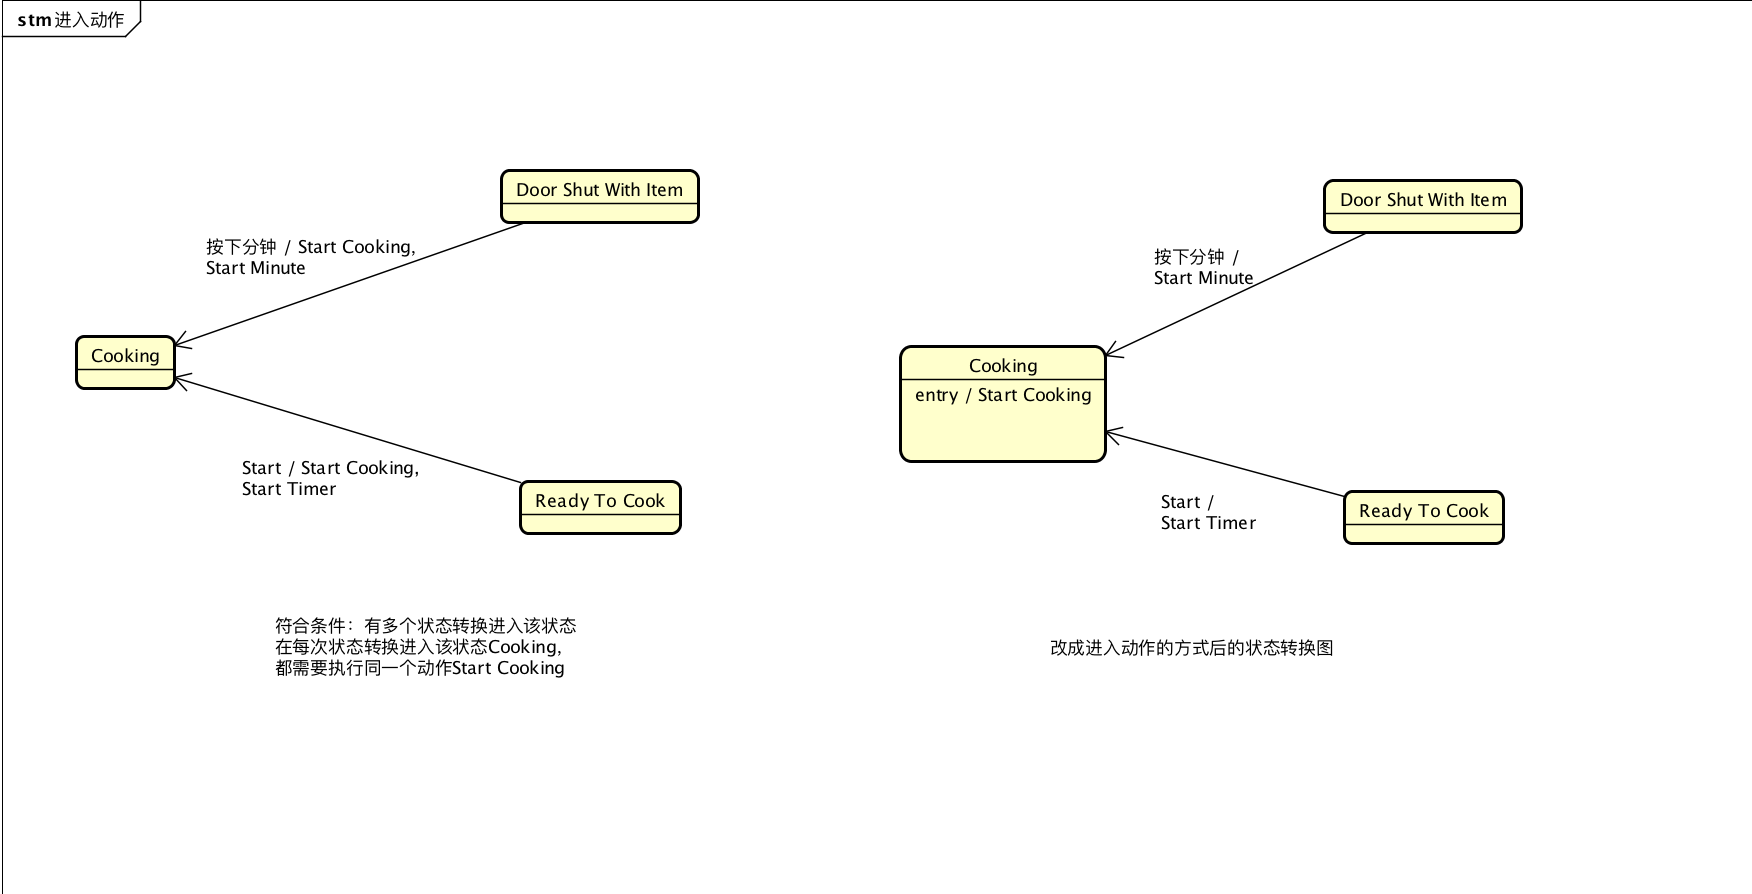 stm 进入动作
Door Shut With Item
按下分钟 / Start Cooking,
Start Minute
Cooking
Start / Start Cooking,
Start Timer
Ready To Cook
符合条件：有多个状态转换进入该状态
在每次状态转换进入该状态Cooking,
都需要执行同一个动作Start Cooking
Door Shut With Item
按下分钟 /
Start Minute
Cooking
entry / Start Cooking
Start /
Start Timer
Ready To Cook
改成进入动作的方式后的状态转换图